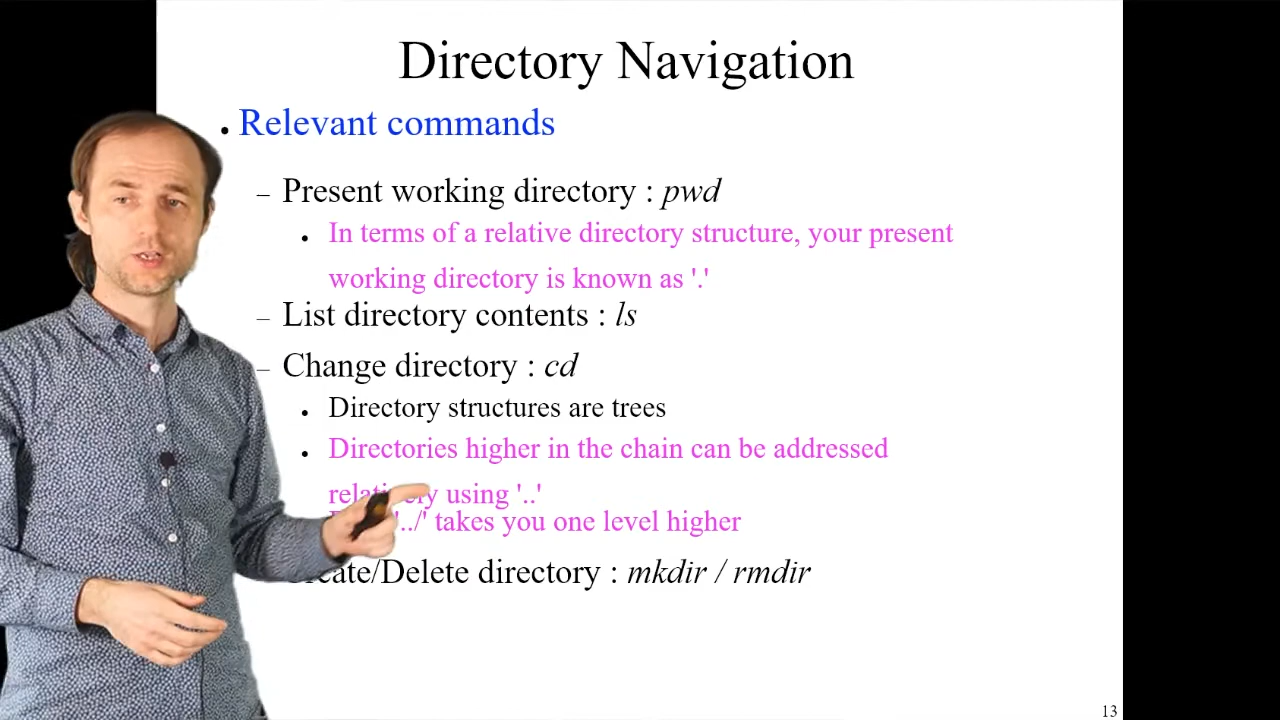 Directory Navigation
• Relevant commands
– Present working directory : pwd
• In terms of a relative directory structure, your present
working directory is known as '.'
– List directory contents : ls
– Change directory : cd
• Directory structures are trees
• Directories higher in the chain can be addressed
relatively using '..'
'../' takes you one level higher
Create/Delete directory : mkdir / rmdir
13